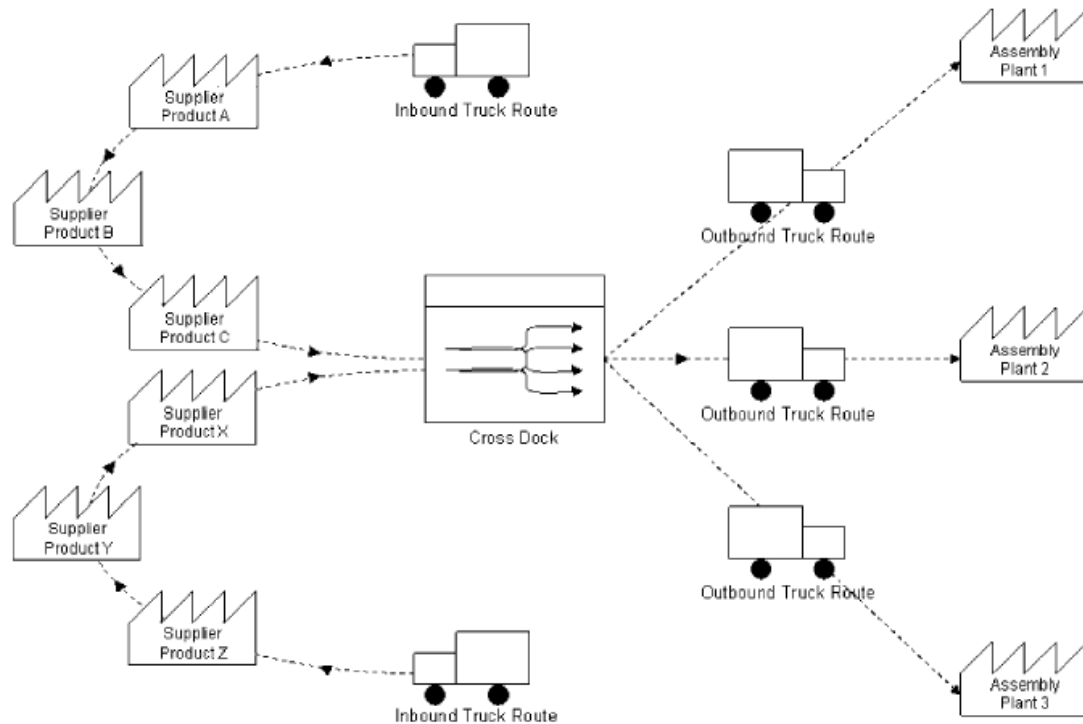 Supplier
Product A
Inbound Truck Route
Assembly
Plant 1
Supplier
Product B
Outbound Truck Route
Supplier
Product C
Assembly
Plant 2
Outbound Truck Route
Supplier
Product X
Cross Dock
Supplier
Product Y
Outbound Truck Route
Supplier
Product Z
Inbound Truck Route
Assembly
Plant 3